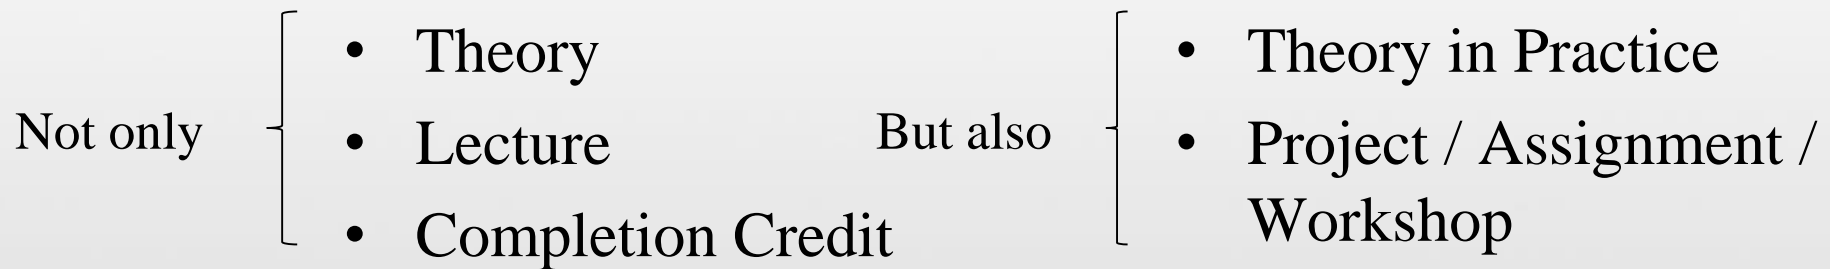 Not only
• Theory
• Lecture
• Completion Credit
But also
• Theory in Practice
• Project / Assignment /
Workshop